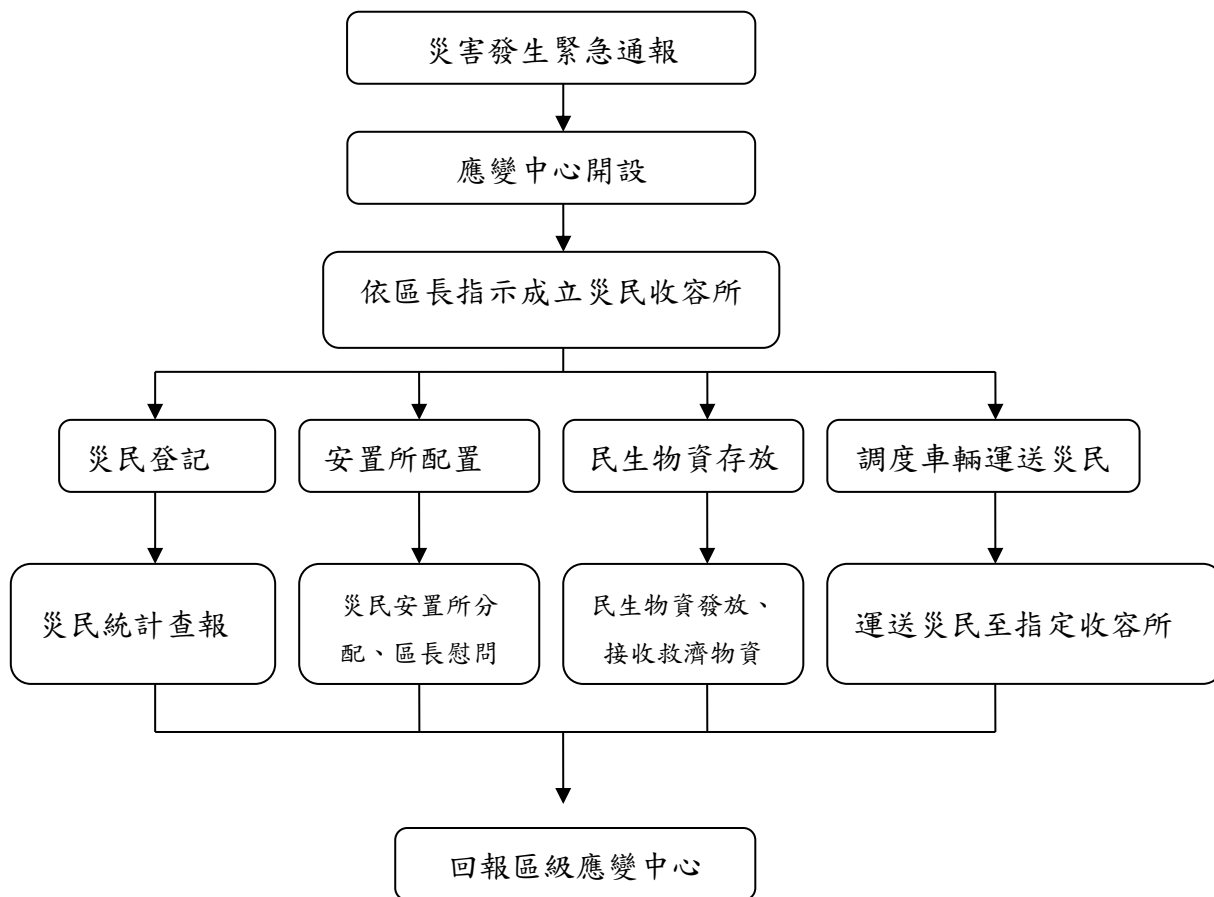 災害發生緊急通報
應變中心開設
依區長指示成立災民收容所
災民登記
安置所配置
民生物資存放
調度車輛運送災民
災民統計查報
災民安置所分
配、區長慰問
民生物資發放、
接收救濟物資
運送災民至指定收容所
回報區級應變中心